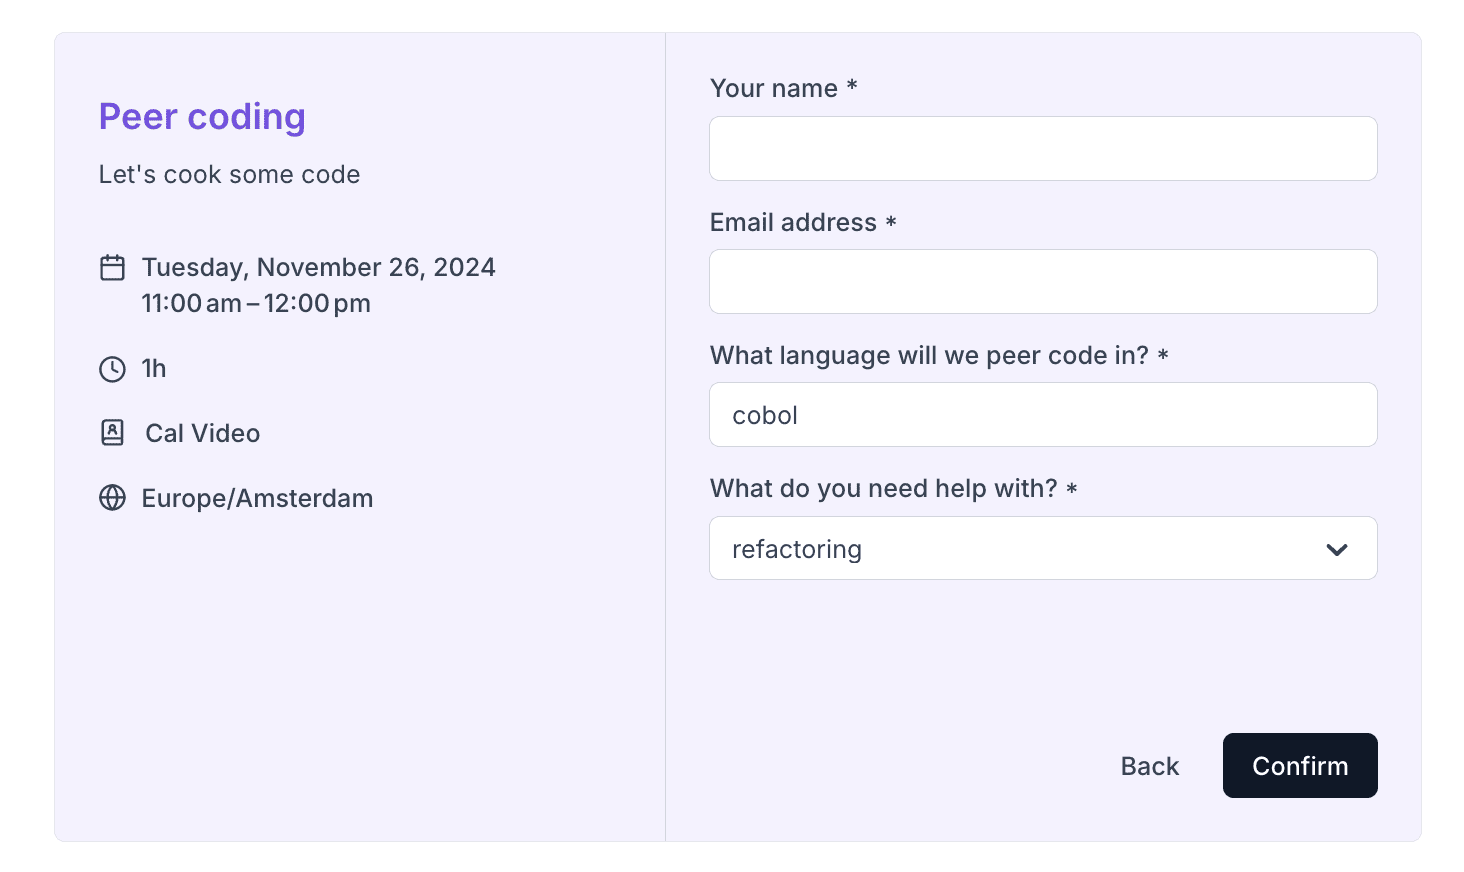 Peer coding
Let's cook some code
Tuesday, November 26, 2024
11:00 am – 12:00 pm
1h
Cal Video
Europe/Amsterdam
Your name *
Email address *
What language will we peer code in? *
cobol
What do you need help with? *
refactoring
Back
Confirm